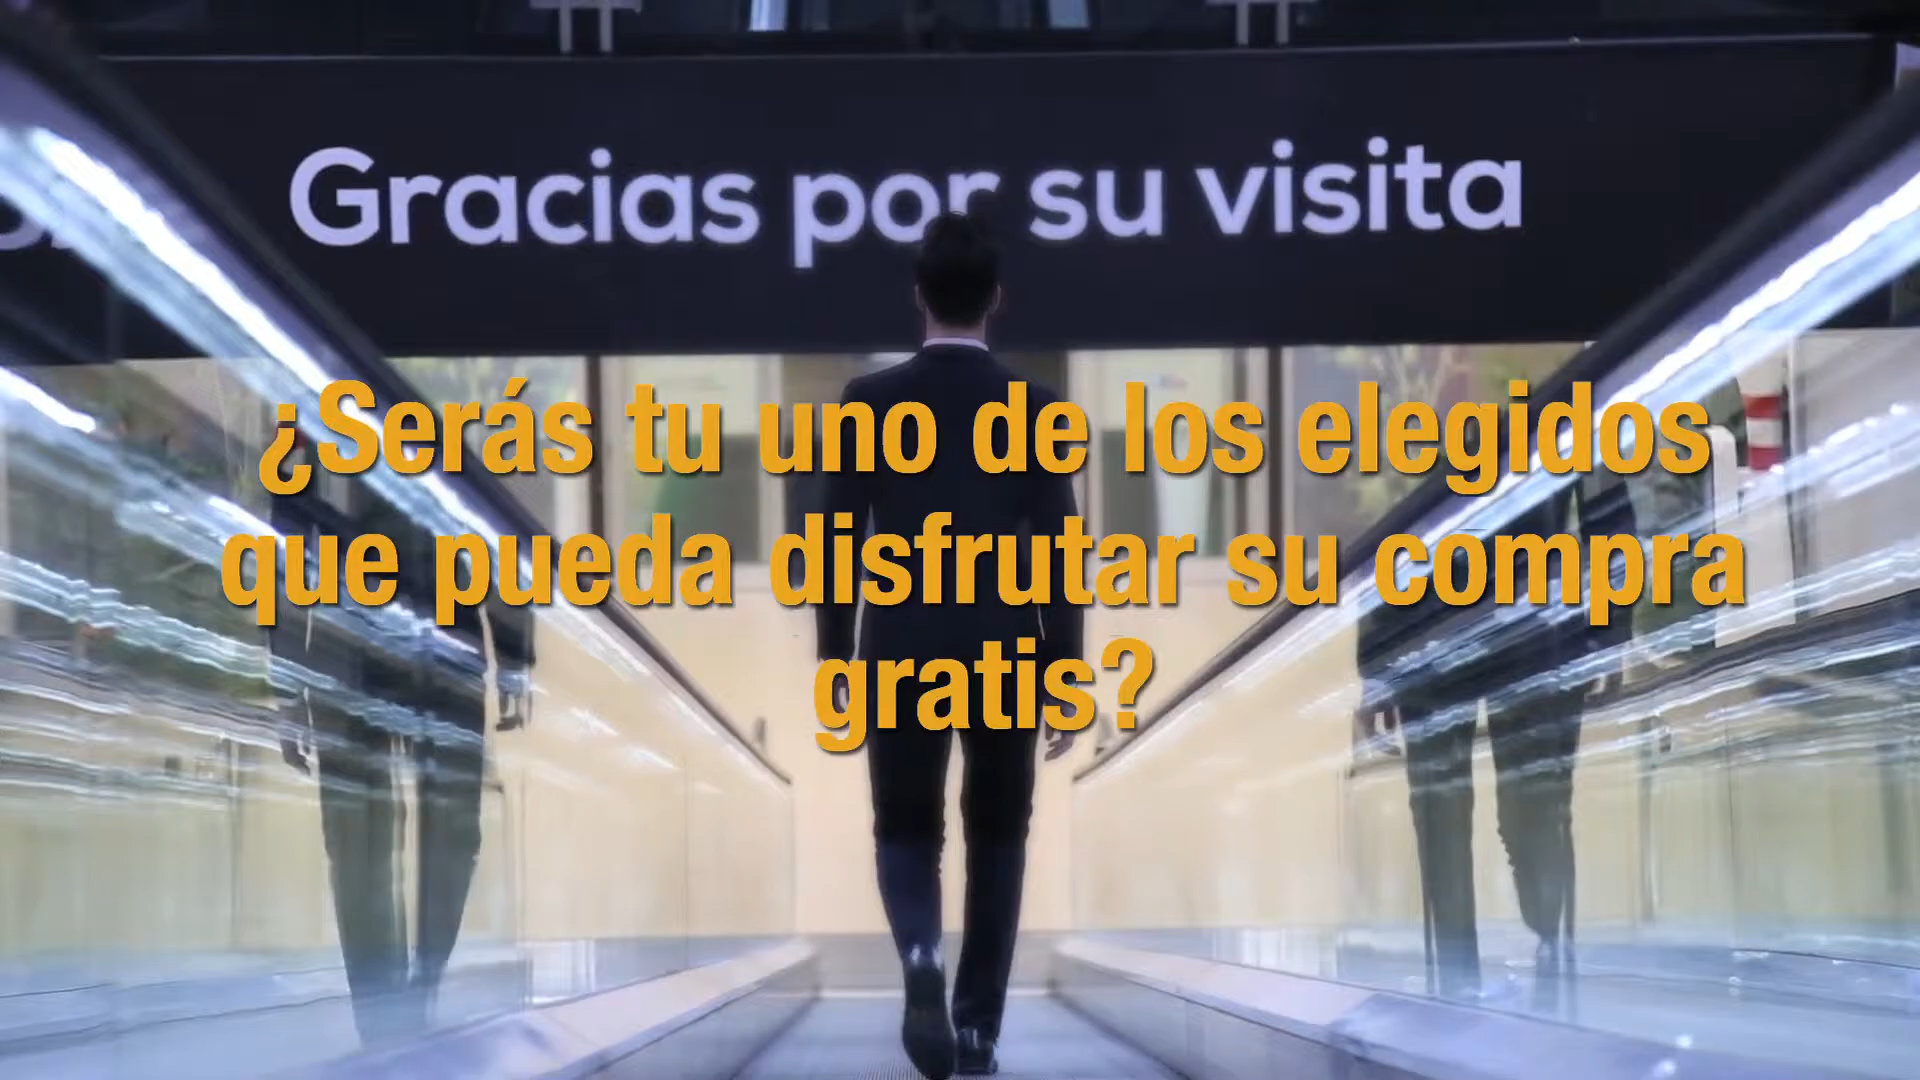 Gracias por su visita
¿Serás tu uno de los elegidos
que pueda disfrutar su compra
gratis?